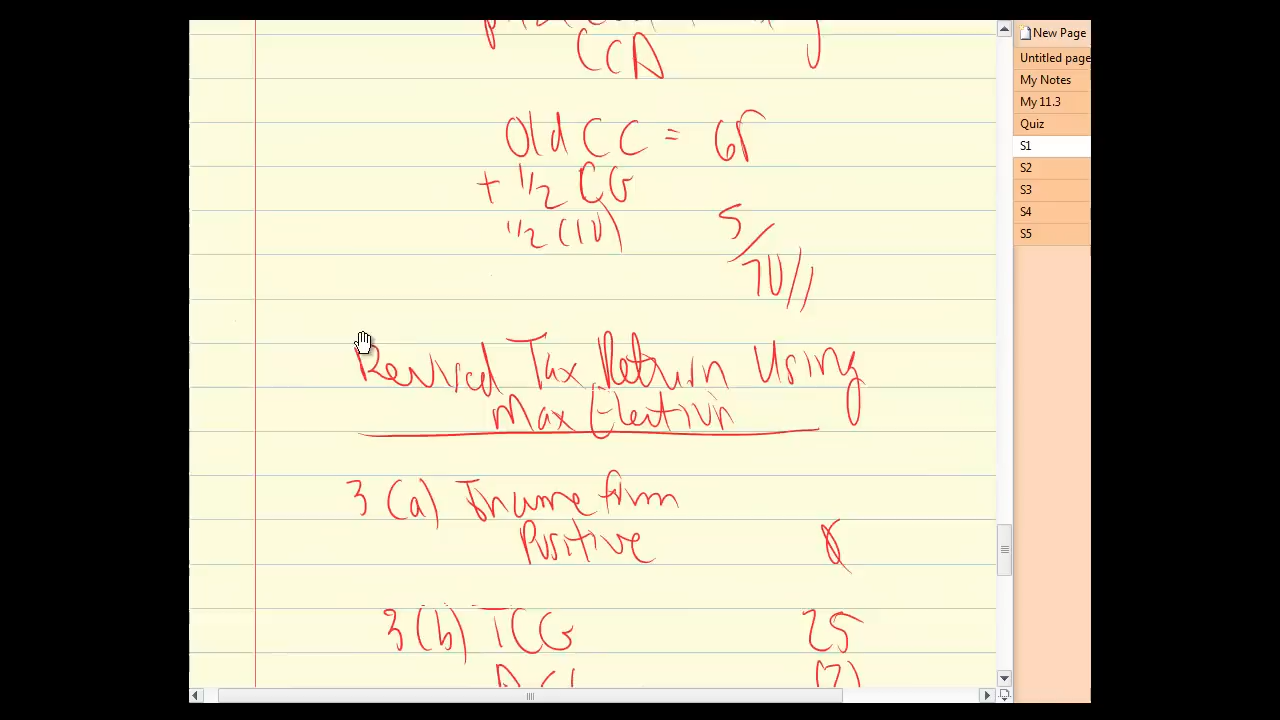 CCA
Old CC = 65
+ 1/2 CG
1/2 (10) 5
70//
Revised Tax Return Using
Max Election
3 (a) Income from
Positive Ø
3 (b) TCG 25
New Page
Untitled page
My Notes
My 11.3
Quiz
S1
S2
S3
S4
S5